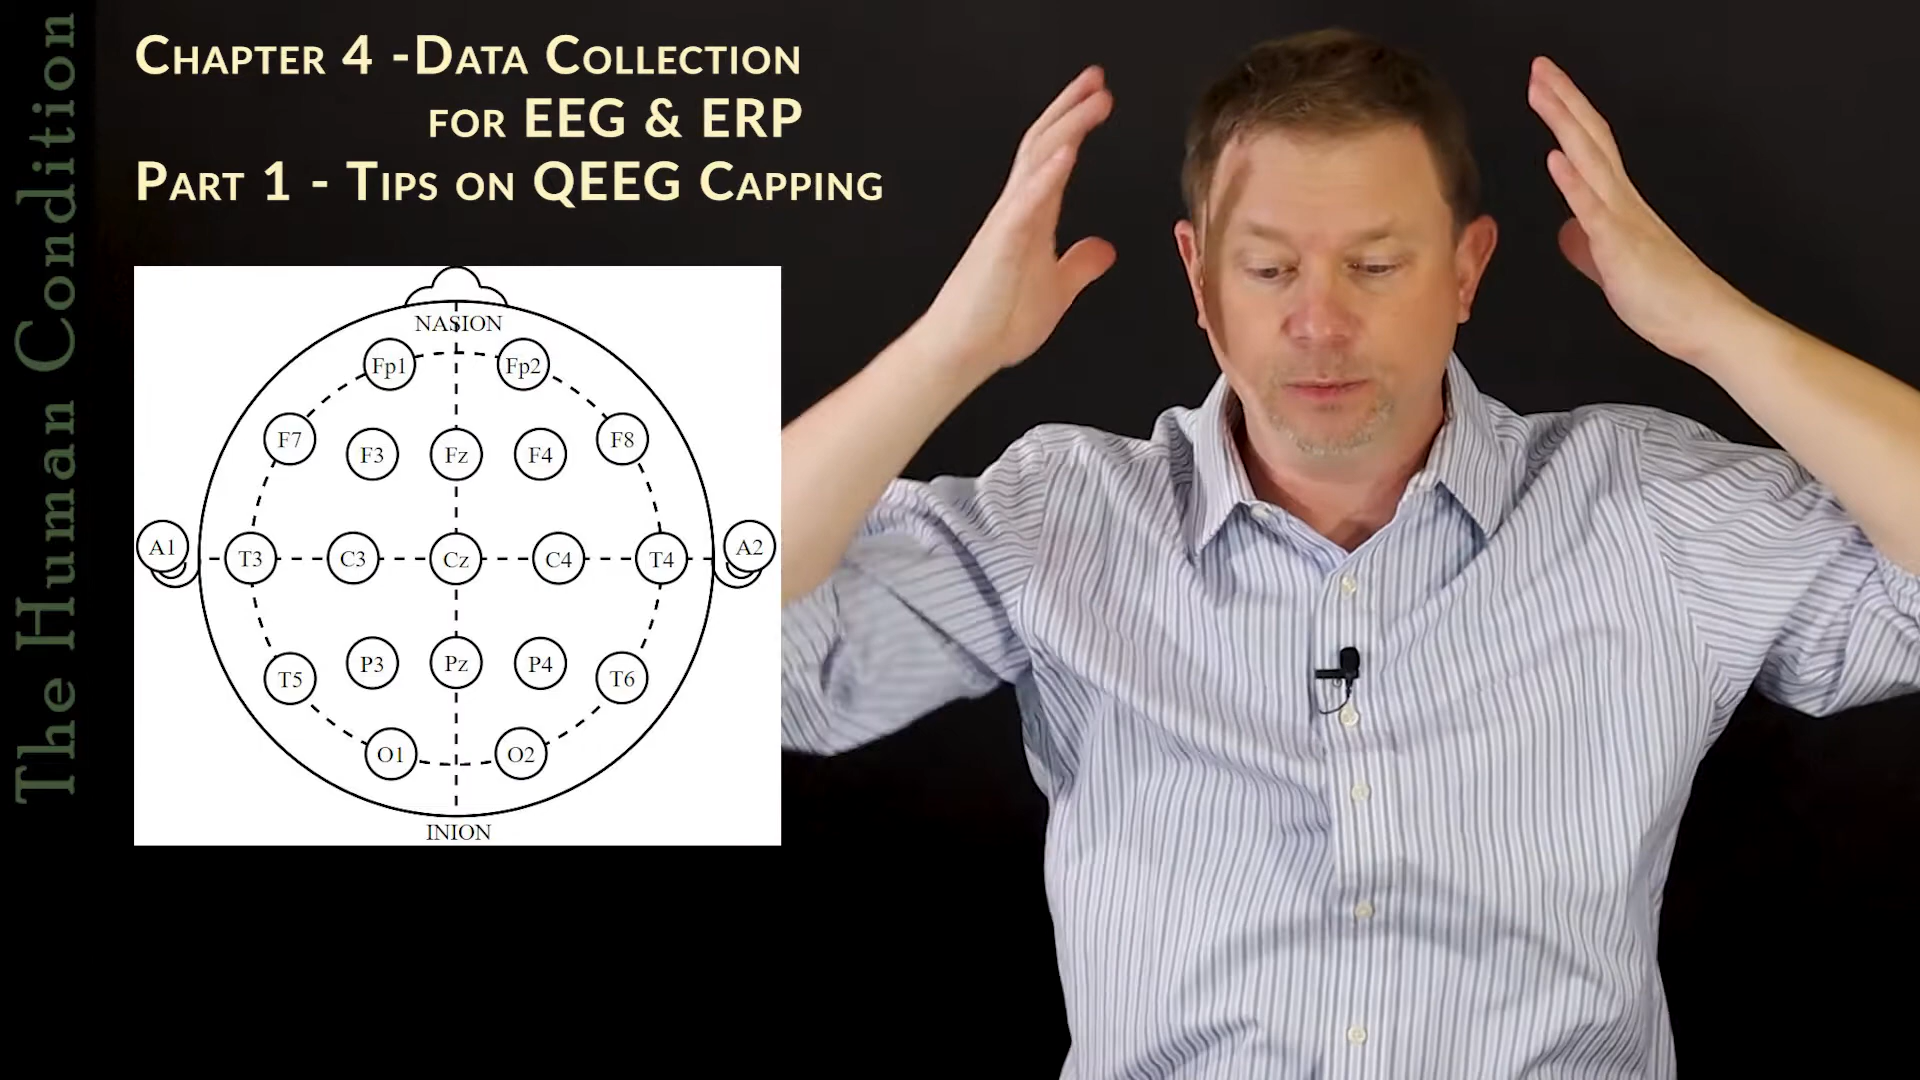 The Human Condition
Chapter 4 -Data Collection
for EEG & ERP
Part 1 - Tips on QEEG Capping
NASION
Fp1 Fp2
F7 F3 Fz F4 F8
A1 T3 C3 Cz C4 T4 A2
T5 P3 Pz P4 T6
O1 O2
INION